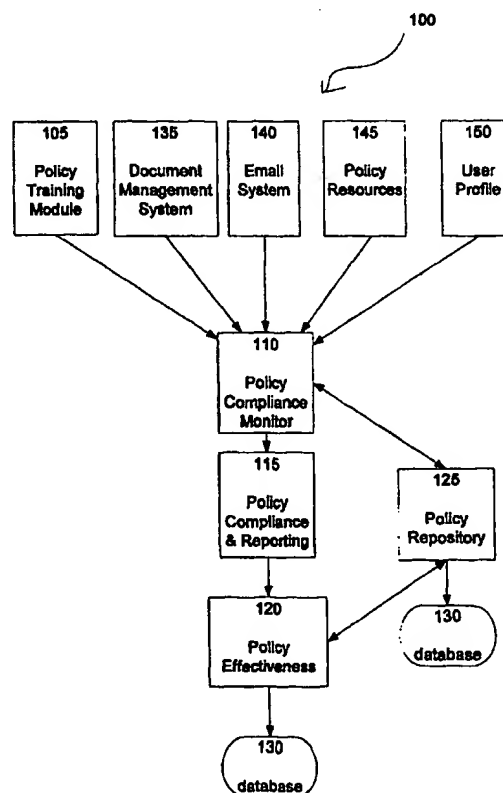 100
105
Policy
Training
Module
135
Document
Management
System
140
Email
System
145
Policy
Resources
150
User
Profile
110
Policy
Compliance
Monitor
115
Policy
Compliance
& Reporting
125
Policy
Repository
120
Policy
Effectiveness
130
database
130
database